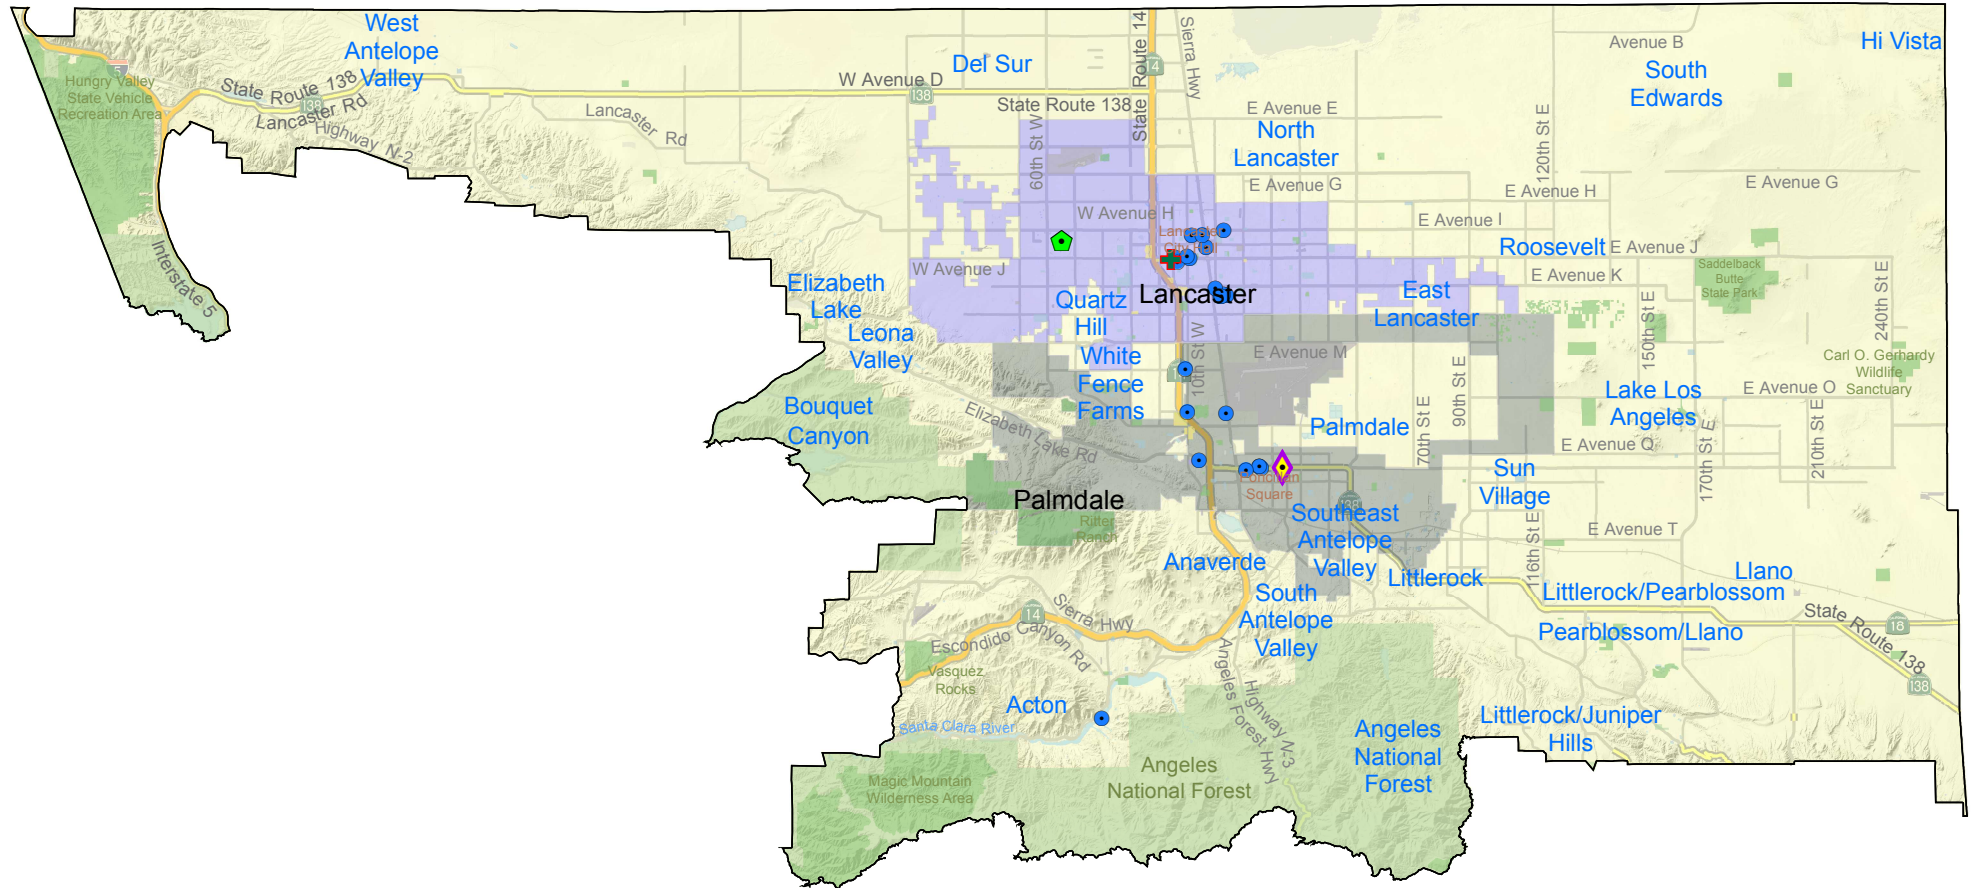 West
Antelope
Valley
Hungry Valley
State Vehicle
Recreation Area
5
State Route 138
138
Lancaster Rd
Highway N-2
Interstate 5
Lancaster Rd
W Avenue D
138
Del Sur
State Route 138
State Route 14
14
Sierra Hwy
60th St W
E Avenue E
North
Lancaster
E Avenue G
Avenue B
South
Edwards
Hi Vista
120th St E
E Avenue H
E Avenue G
E Avenue I
Roosevelt
E Avenue J
E Avenue K
Saddleback
Butte
State Park
W Avenue H
W Avenue J
Lancaster
Quartz
Hill
White
Fence
Farms
East
Lancaster
Elizabeth
Lake
Leona
Valley
Bouquet
Canyon
Elizabeth Lake Rd
10th St W
E Avenue M
Palmdale
70th St E
90th St E
150th St E
240th St E
Carl O. Gerhardy
Wildlife
Sanctuary
Lake Los
Angeles
E Avenue O
E Avenue Q
170th St E
210th St E
Sun
Village
116th St E
E Avenue T
Palmdale
Ritter
Ranch
Square
138
Southeast
Antelope
Valley
Anaverde
Littlerock
South
Antelope
Valley
Llano
Littlerock/Pearblossom
Pearblossom/Llano
State Route 138
18
138
Littlerock/Juniper
Hills
14
Sierra Hwy
Escondido Canyon Rd
Vasquez
Rocks
Acton
Santa Clara River
Angeles Forest Hwy
Highway N-3
Magic Mountain
Wilderness Area
Angeles
National Forest
Angeles
National
Forest